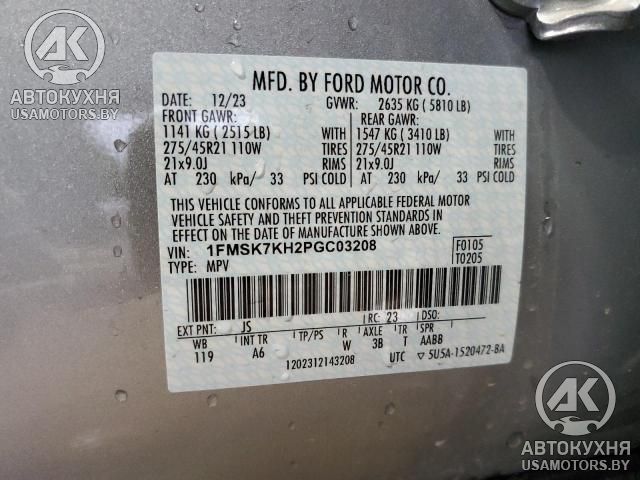 АК
АВТОКУХНЯ
USAMOTORS.BY
MFD. BY FORD MOTOR CO.
DATE: 12/23 GVWR: 2635 KG ( 5810 LB)
FRONT GAWR: REAR GAWR:
1141 KG ( 2515 LB) 1547 KG ( 3410 LB)
275/45R21 110W TIRES 275/45R21 110W TIRES
21x9.0J RIMS 21x9.0J RIMS
AT 230 kPa/ 33 PSI COLD AT 230 kPa/ 33 PSI COLD
THIS VEHICLE CONFORMS TO ALL APPLICABLE FEDERAL MOTOR
VEHICLE SAFETY AND THEFT PREVENTION STANDARDS IN
EFFECT ON THE DATE OF MANUFACTURE SHOWN ABOVE.
VIN: 1FMSK7KH2PGC03208
TYPE: MPV
F0105
T0205
EXT PNT: JS RC: 23 DSO:
WB INT TR TP/PS R AXLE TR SPR
119 A6 W 3B T AABB
1202312143208 UTC ▽ 5U5A-1520472-BA
АК
АВТОКУХНЯ
USAMOTORS.BY